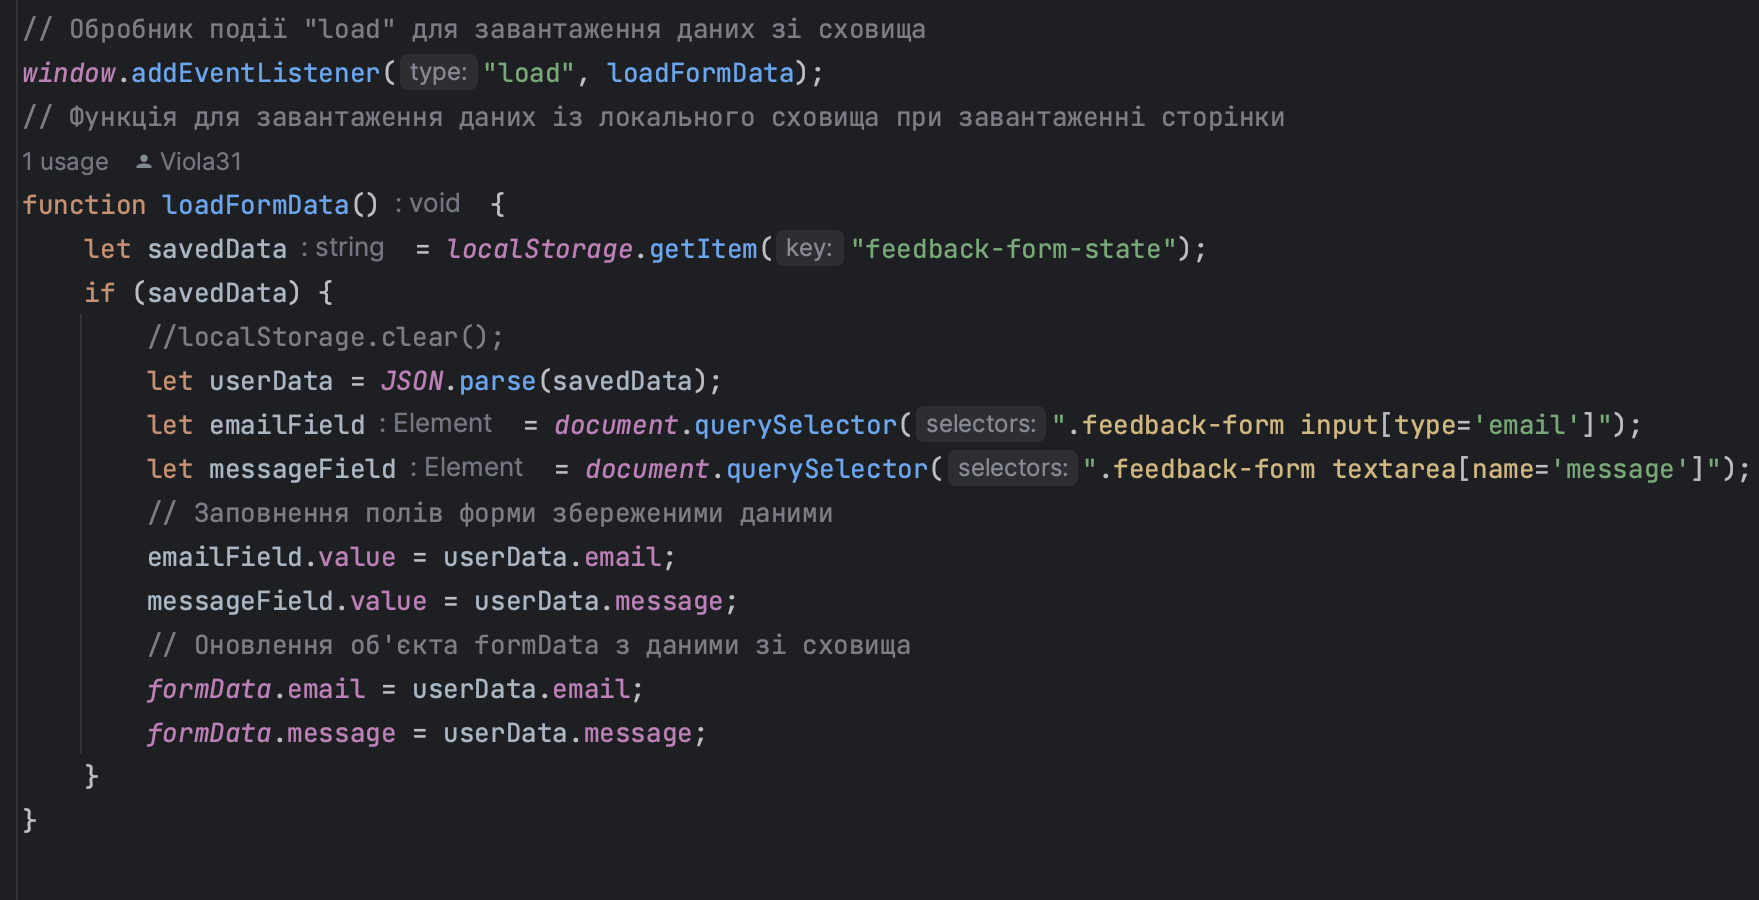 // Обробник події "load" для завантаження даних зі сховища
window.addEventListener( type: "load", loadFormData);
// Функція для завантаження даних із локального сховища при завантаженні сторінки
1 usage Viola31
function loadFormData() : void {
let savedData : string = localStorage.getItem( key: "feedback-form-state");
if (savedData) {
//localStorage.clear();
let userData = JSON.parse(savedData);
let emailField : Element = document.querySelector( selectors: ".feedback-form input[type='email']");
let messageField : Element = document.querySelector( selectors: ".feedback-form textarea[name='message']");
// Заповнення полів форми збереженими даними
emailField.value = userData.email;
messageField.value = userData.message;
// Оновлення об'єкта formData з даними зі сховища
formData.email = userData.email;
formData.message = userData.message;
}
}